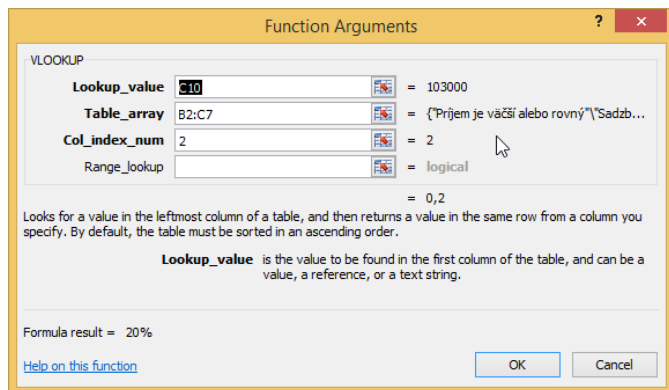 Function Arguments
?
×
VLOOKUP
Lookup_value C10 = 103000
Table_array B2:C7 = {"Príjem je väčší alebo rovný"\"Sadzb...
Col_index_num 2 = 2
Range_lookup = logical
= 0,2
Looks for a value in the leftmost column of a table, and then returns a value in the same row from a column you
specify. By default, the table must be sorted in an ascending order.
Lookup_value is the value to be found in the first column of the table, and can be a
value, a reference, or a text string.
Formula result = 20%
Help on this function
OK
Cancel